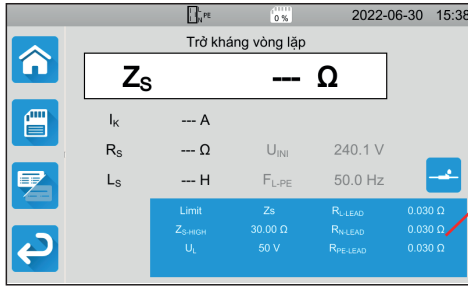 L N PE 0 % 2022-06-30 15:38
Trở kháng vòng lặp
ZS --- Ω
IK --- A
RS --- Ω UINI 240.1 V
LS --- H FL-PE 50.0 Hz
Limit Zs RL-LEAD 0.030 Ω
ZS-HIGH 30.00 Ω RN-LEAD 0.030 Ω
UL 50 V RPE-LEAD 0.030 Ω